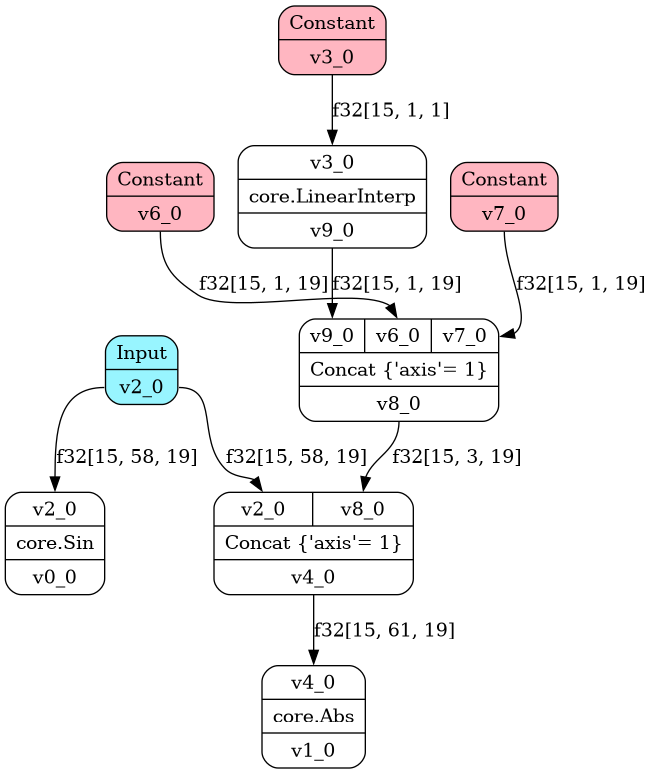 Constant
v3_0
f32[15, 1, 1]
v3_0
core.LinearInterp
v9_0
Constant
v6_0
Constant
v7_0
f32[15, 1, 19]
f32[15, 1, 19]
f32[15, 1, 19]
v9_0 v6_0 v7_0
Concat {'axis'= 1}
v8_0
Input
v2_0
f32[15, 58, 19]
f32[15, 58, 19]
f32[15, 3, 19]
v2_0
core.Sin
v0_0
v2_0 v8_0
Concat {'axis'= 1}
v4_0
f32[15, 61, 19]
v4_0
core.Abs
v1_0